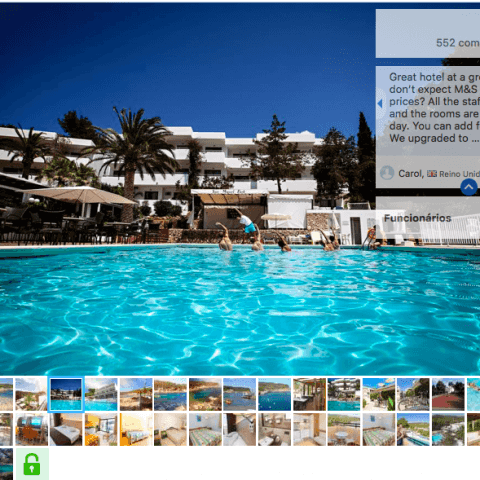 552 com
Great hotel at a gre
don't expect M&S
prices? All the staf
and the rooms are
day. You can add f
We upgraded to ...
Carol, Reino Unid
Funcionários